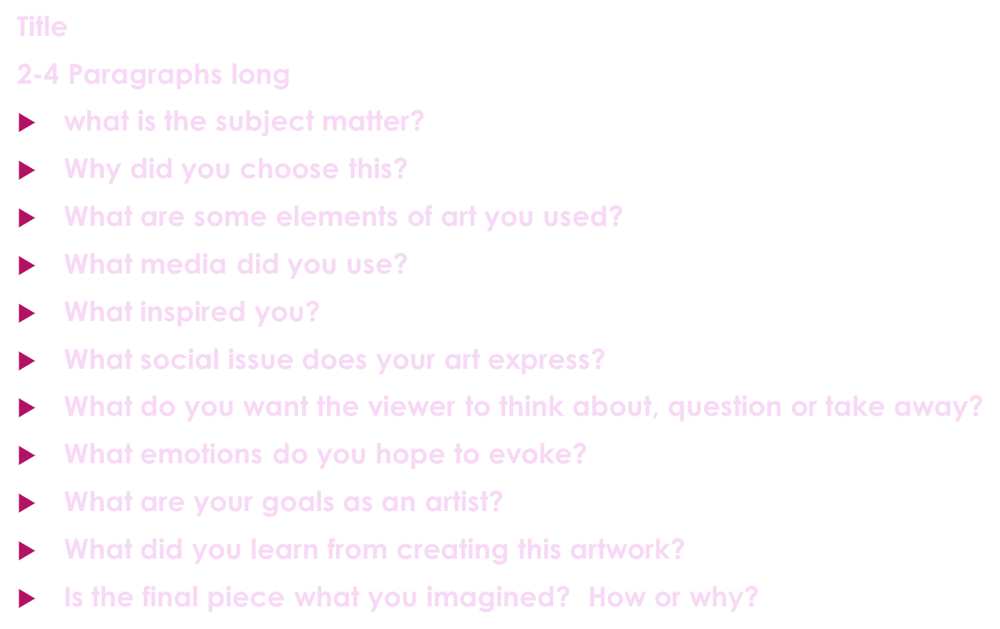 Title
2-4 Paragraphs long
what is the subject matter?
Why did you choose this?
What are some elements of art you used?
What media did you use?
What inspired you?
What social issue does your art express?
What do you want the viewer to think about, question or take away?
What emotions do you hope to evoke?
What are your goals as an artist?
What did you learn from creating this artwork?
Is the final piece what you imagined?  How or why?